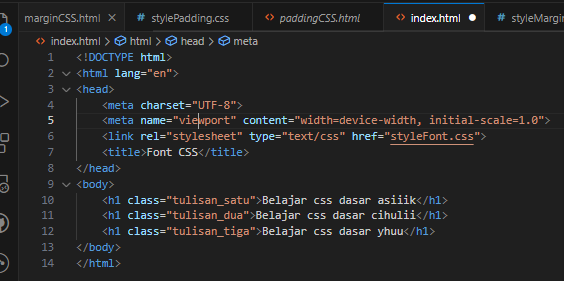 marginCSS.html stylePadding.css paddingCSS.html index.html styleMargin
index.html > html > head > meta
1 <!DOCTYPE html>
2 <html lang="en">
3 <head>
4 <meta charset="UTF-8">
5 <meta name="viewport" content="width=device-width, initial-scale=1.0">
6 <link rel="stylesheet" type="text/css" href="styleFont.css">
7 <title>Font CSS</title>
8 </head>
9 <body>
10 <h1 class="tulisan_satu">Belajar css dasar asiiik</h1>
11 <h1 class="tulisan_dua">Belajar css dasar cihulii</h1>
12 <h1 class="tulisan_tiga">Belajar css dasar yhuu</h1>
13 </body>
14 </html>
1